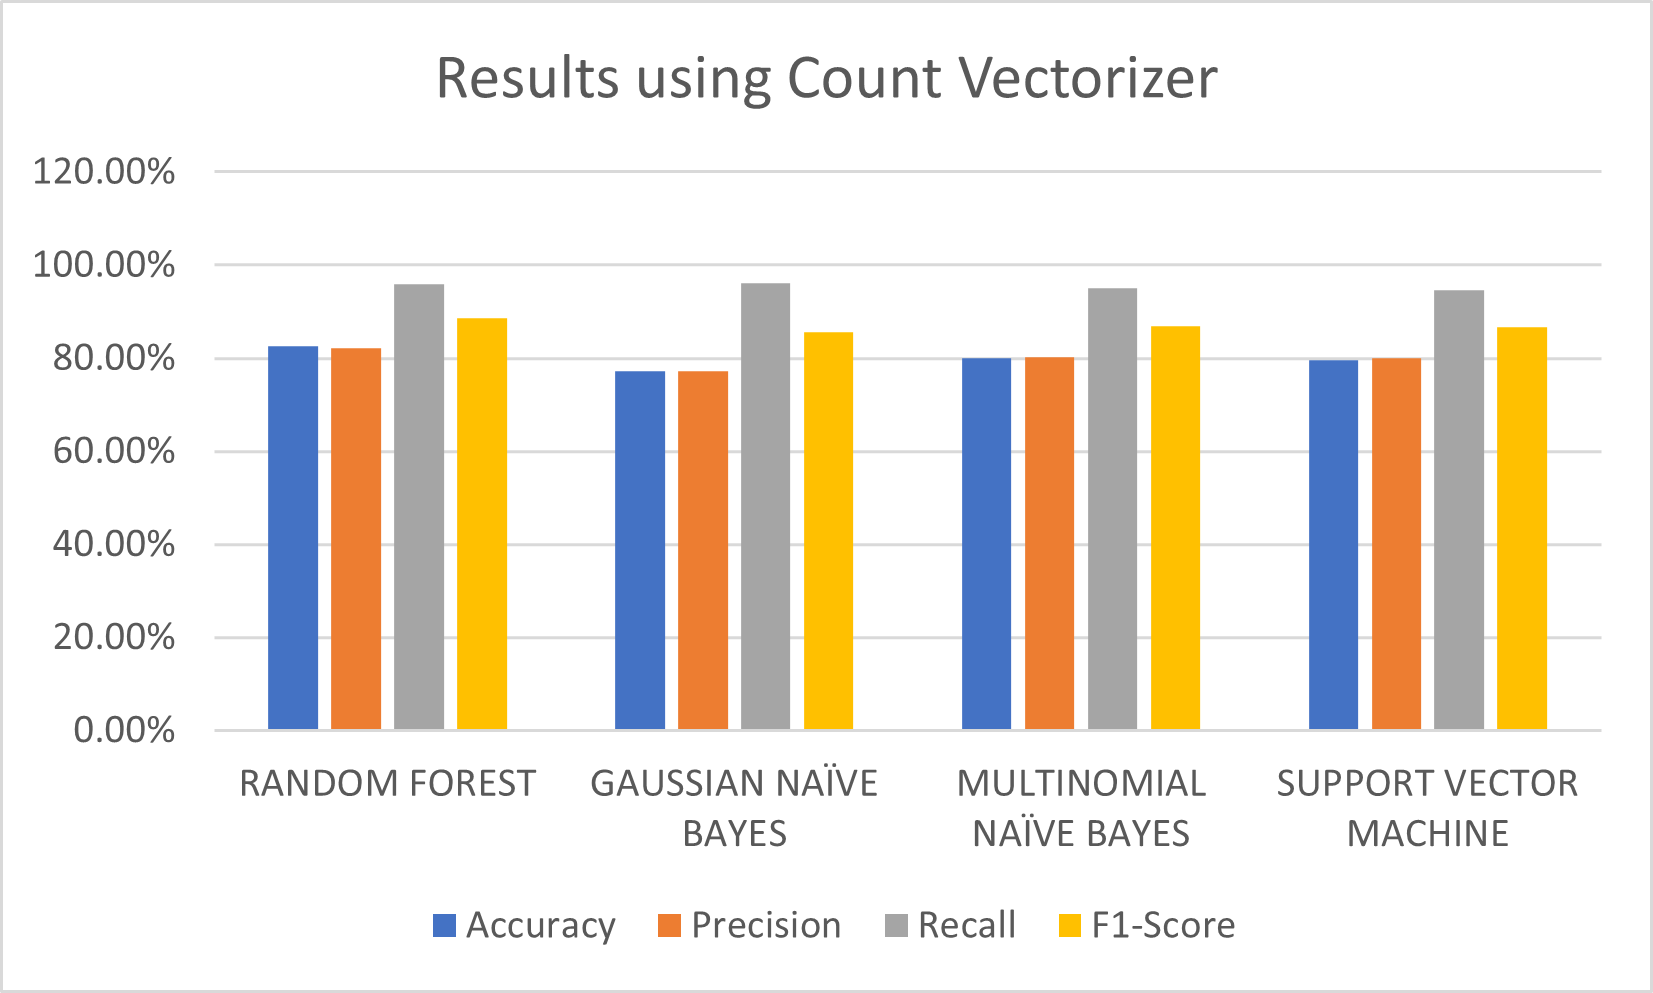 Results using Count Vectorizer
120.00%
100.00%
80.00%
60.00%
40.00%
20.00%
0.00%
RANDOM FOREST
GAUSSIAN NAÏVE
BAYES
MULTINOMIAL
NAÏVE BAYES
SUPPORT VECTOR
MACHINE
Accuracy
Precision
Recall
F1-Score